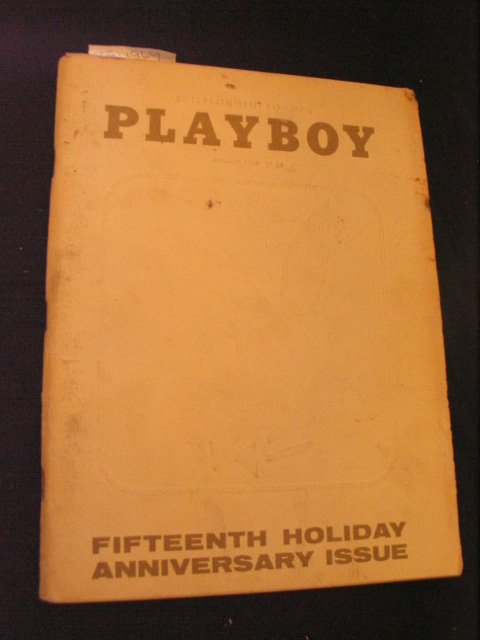 PLAYBOY
FIFTEENTH HOLIDAY
ANNIVERSARY ISSUE